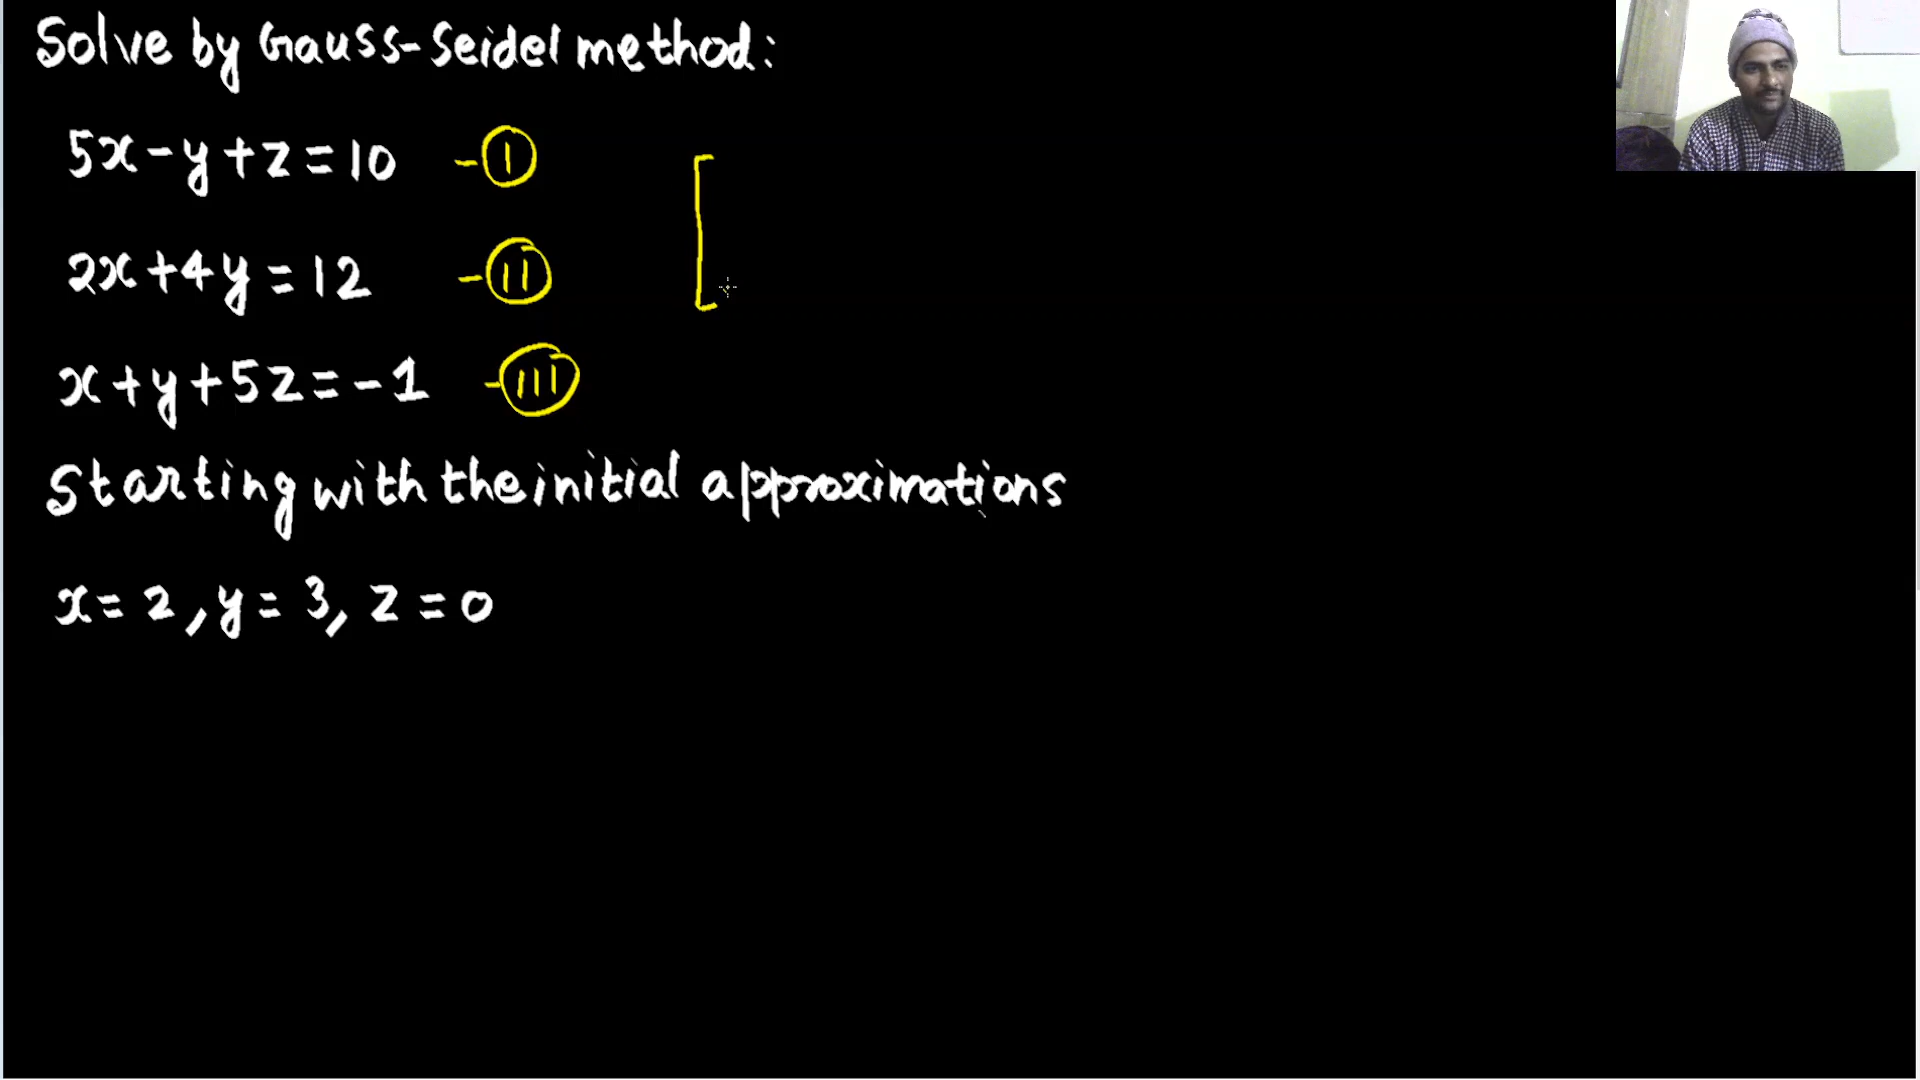 Solve by Gauss-Seidel method:
5x-y+z=10 -(I)
2x+4y=12 -(II)
x+y+5z=-1 -(III)
Starting with the initial approximations
x=2, y=3, z=0